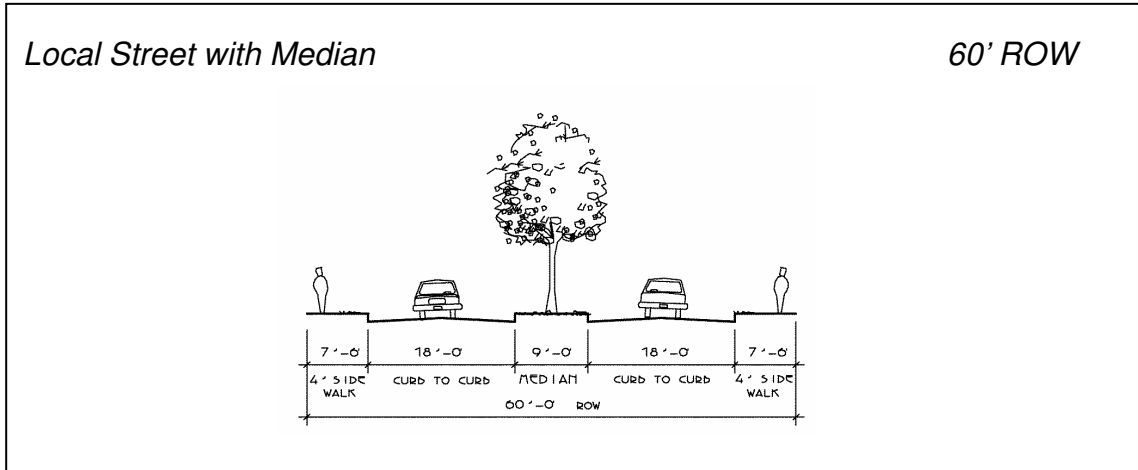 Local Street with Median 60' ROW
7'-0" 18'-0" 9'-0" 18'-0" 7'-0"
4' SIDE WALK CURB TO CURB MEDIAN CURB TO CURB 4' SIDE WALK
60'-0" ROW